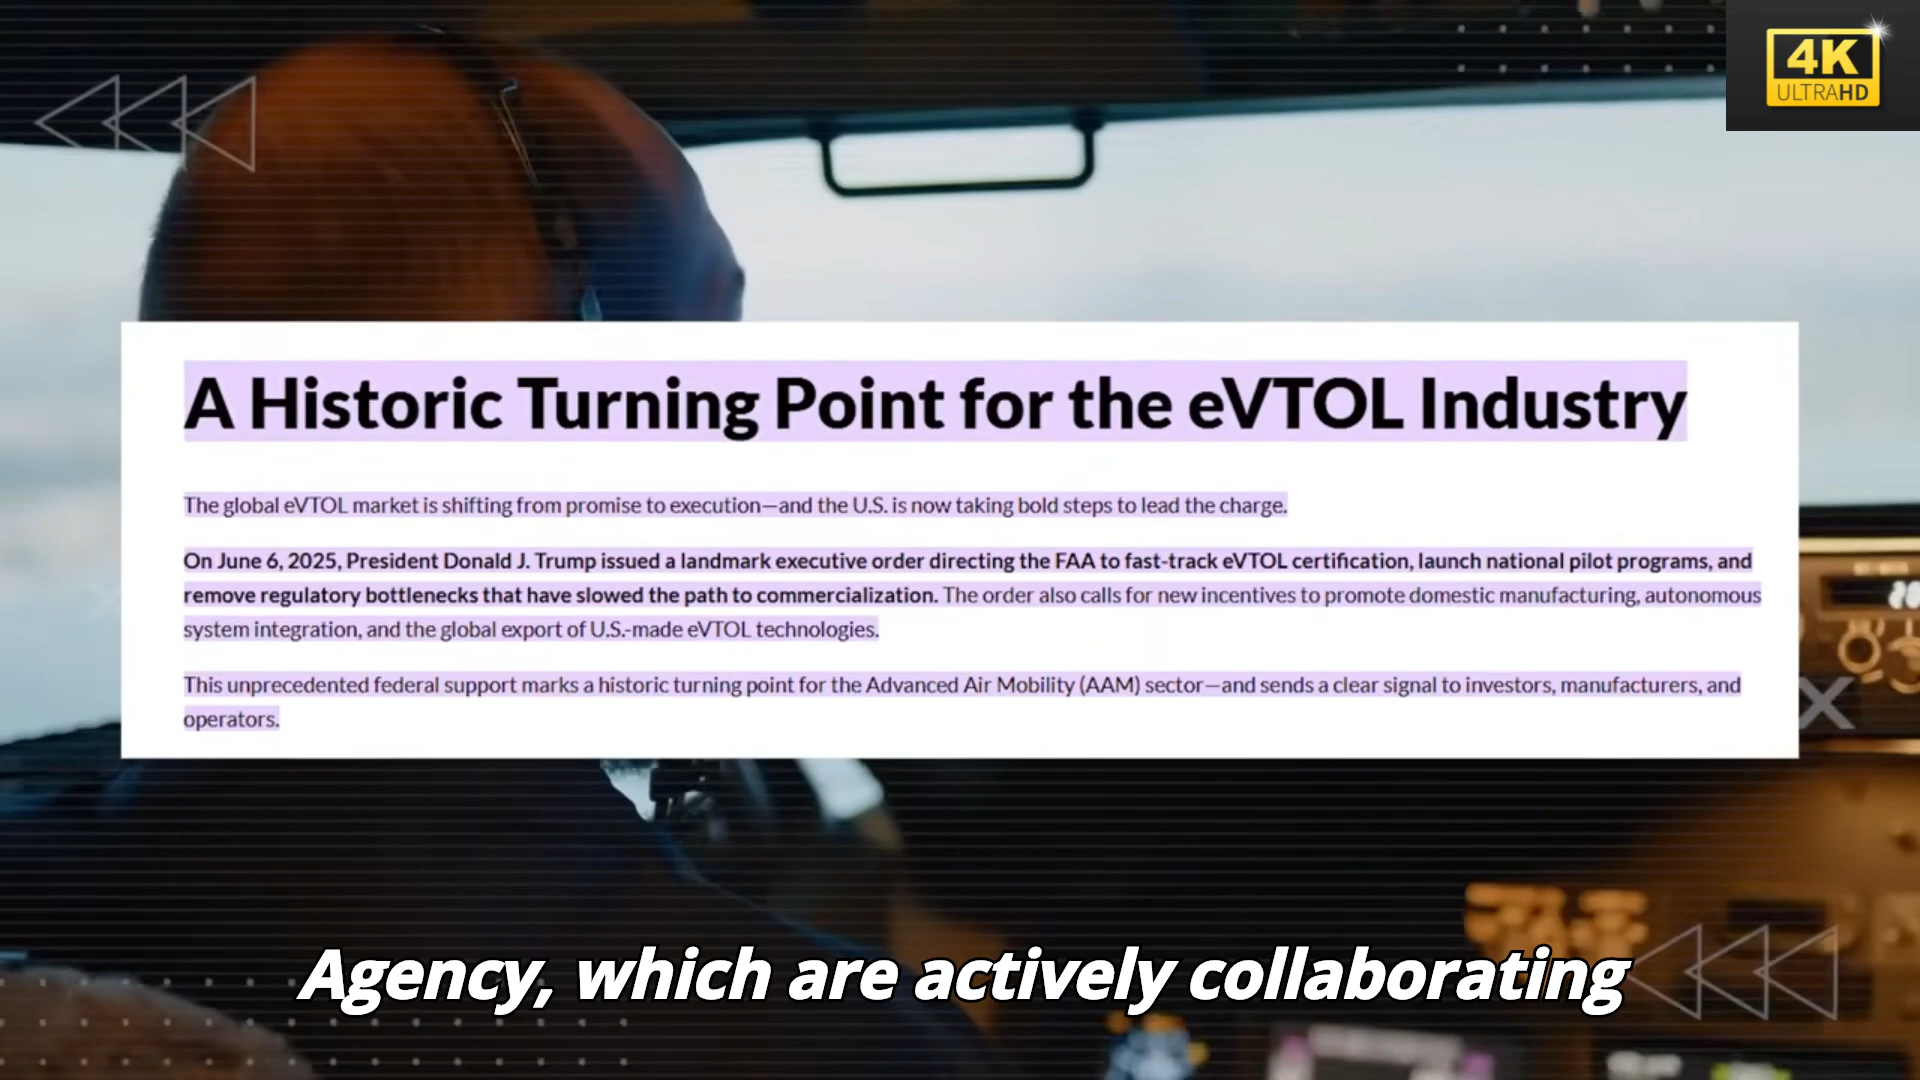 4K
ULTRAHD
A Historic Turning Point for the eVTOL Industry
The global eVTOL market is shifting from promise to execution—and the U.S. is now taking bold steps to lead the charge.
On June 6, 2025, President Donald J. Trump issued a landmark executive order directing the FAA to fast-track eVTOL certification, launch national pilot programs, and
remove regulatory bottlenecks that have slowed the path to commercialization. The order also calls for new incentives to promote domestic manufacturing, autonomous
system integration, and the global export of U.S.-made eVTOL technologies.
This unprecedented federal support marks a historic turning point for the Advanced Air Mobility (AAM) sector—and sends a clear signal to investors, manufacturers, and
operators.
Agency, which are actively collaborating